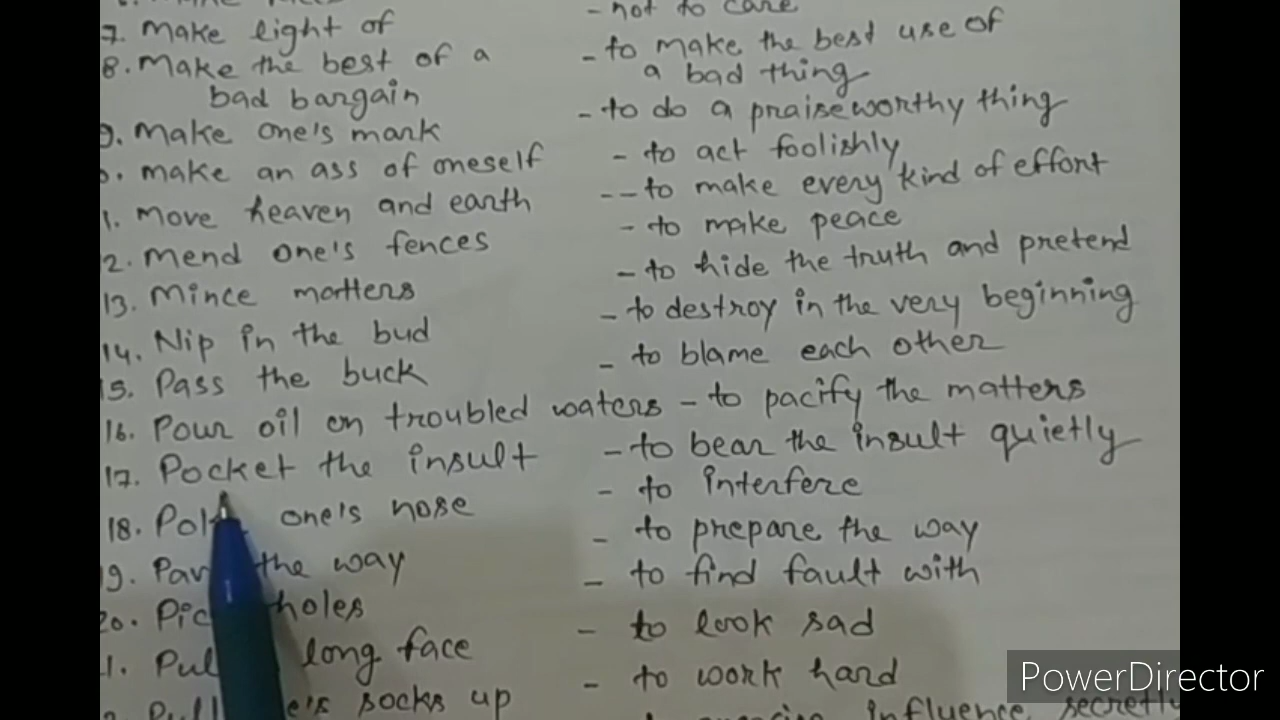 - not to care
7. Make light of
8. Make the best of a - to make the best use of
bad bargain a bad thing
9. Make one's mark - to do a praiseworthy thing
make an ass of oneself - to act foolishly
1. Move heaven and earth -- to make every kind of effort
2. Mend one's fences - to make peace
13. Mince matters - to hide the truth and pretend
14. Nip in the bud - to destroy in the very beginning
15. Pass the buck - to blame each other
16. Pour oil on troubled waters - to pacify the matters
17. Pocket the insult - to bear the insult quietly
18. one's nose - to interfere
9. the way - to prepare the way
20. holes - to find fault with
1. long face - to look sad
socks up - to work hard
influence secretly
PowerDirector